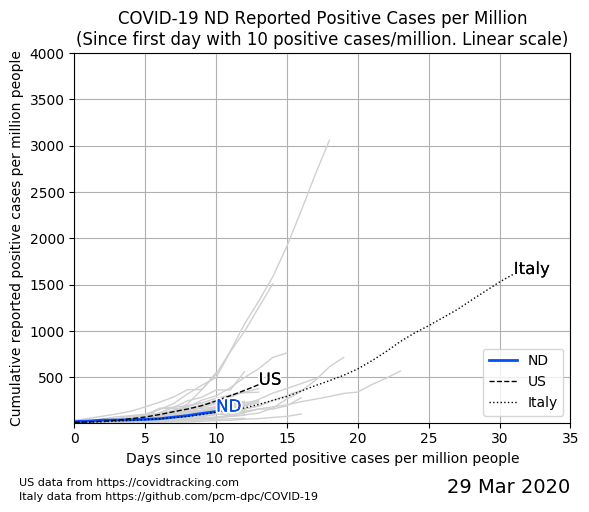 COVID-19 ND Reported Positive Cases per Million
(Since first day with 10 positive cases/million. Linear scale)
Cumulative reported positive cases per million people
4000
3500
3000
2500
2000
1500
1000
500
Italy
US
ND
ND
US
Italy
0 5 10 15 20 25 30 35
Days since 10 reported positive cases per million people
US data from https://covidtracking.com
Italy data from https://github.com/pcm-dpc/COVID-19
29 Mar 2020